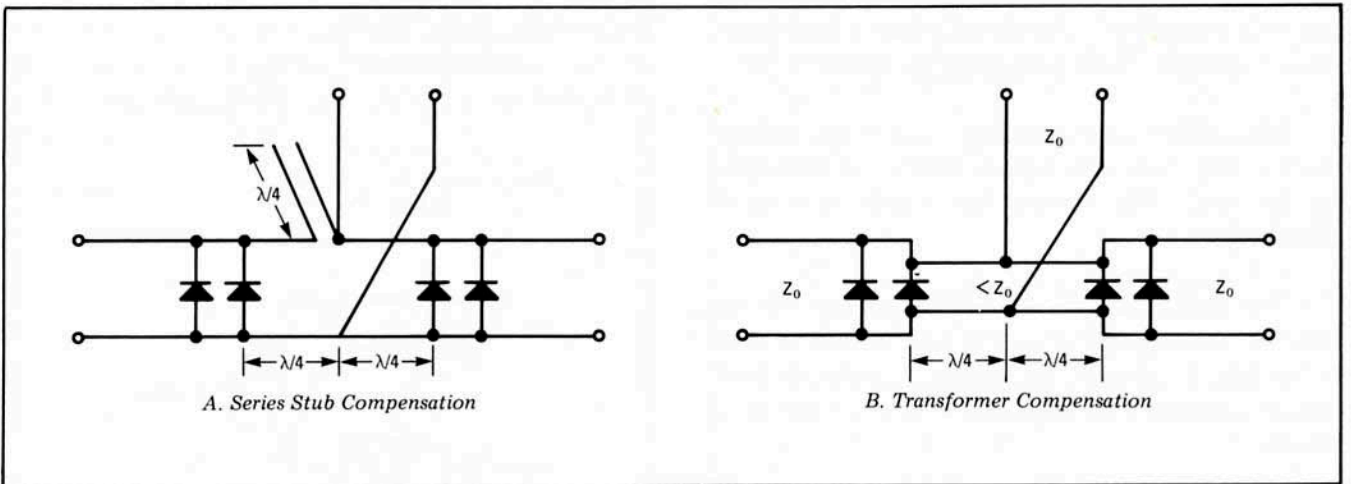 λ/4
λ/4
λ/4
A. Series Stub Compensation
Z₀
Z₀
< Z₀
Z₀
λ/4
λ/4
B. Transformer Compensation